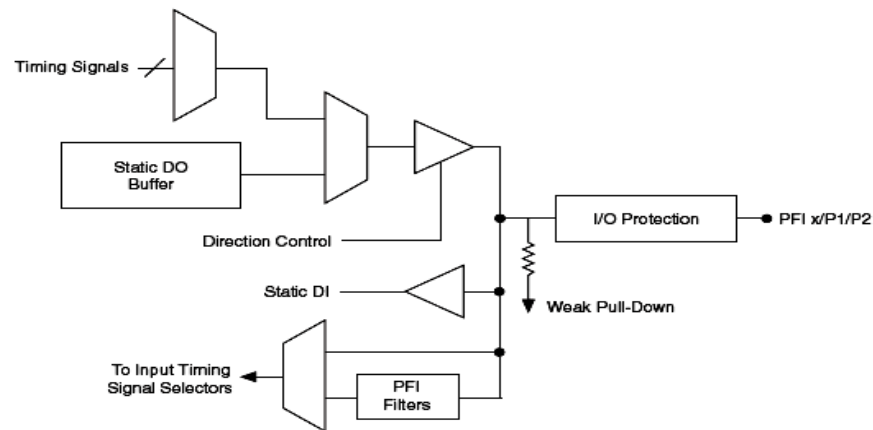 Timing Signals
Static DO
Buffer
Direction Control
I/O Protection
PFI x/P1/P2
Static DI
Weak Pull-Down
To Input Timing
Signal Selectors
PFI
Filters